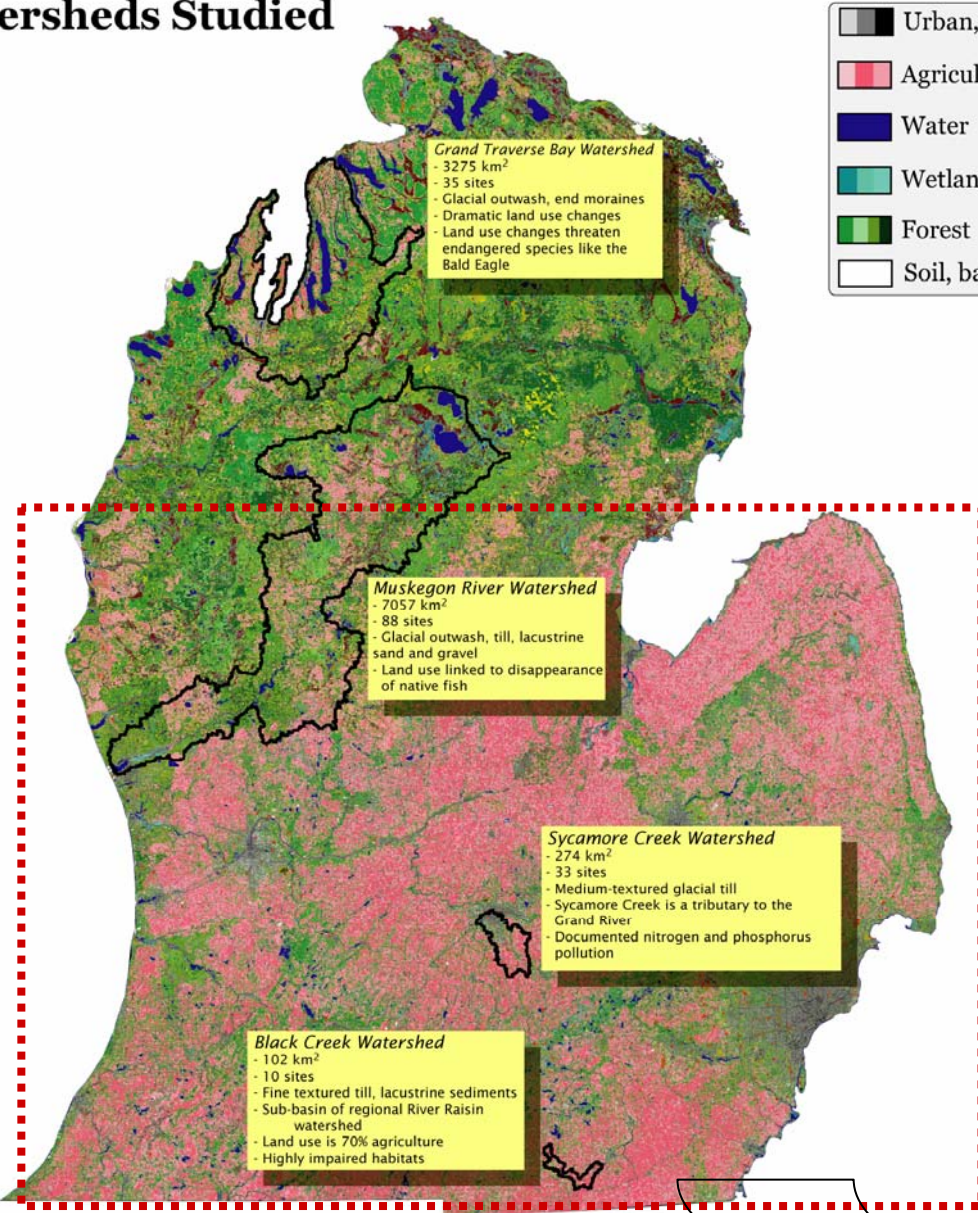 ersheds Studied
Urban,
Agricul
Water
Wetlan
Forest
Soil, ba
Grand Traverse Bay Watershed
- 3275 km²
- 35 sites
- Glacial outwash, end moraines
- Dramatic land use changes
- Land use changes threaten
endangered species like the
Bald Eagle
Muskegon River Watershed
- 7057 km²
- 88 sites
- Glacial outwash, till, lacustrine
sand and gravel
- Land use linked to disappearance
of native fish
Sycamore Creek Watershed
- 274 km²
- 33 sites
- Medium-textured glacial till
- Sycamore Creek is a tributary to the
Grand River
- Documented nitrogen and phosphorus
pollution
Black Creek Watershed
- 102 km²
- 10 sites
- Fine textured till, lacustrine sediments
- Sub-basin of regional River Raisin
watershed
- Land use is 70% agriculture
- Highly impaired habitats